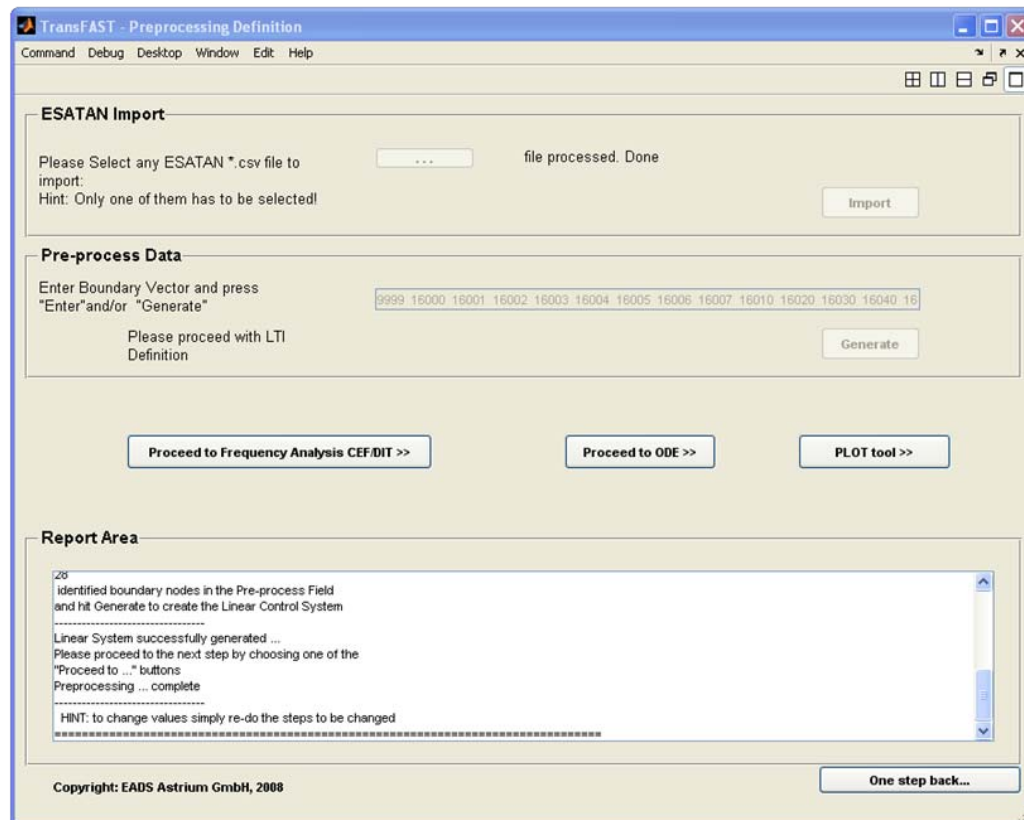 TransFAST - Preprocessing Definition
Command Debug Desktop Window Edit Help
ESATAN Import
Please Select any ESATAN *.csv file to
import:
Hint: Only one of them has to be selected!
...
file processed. Done
Import
Pre-process Data
Enter Boundary Vector and press
"Enter"and/or "Generate"
9999 16000 16001 16002 16003 16004 16005 16006 16007 16010 16020 16030 16040 16
Please proceed with LTI
Definition
Generate
Proceed to Frequency Analysis CEF/DIT >>
Proceed to ODE >>
PLOT tool >>
Report Area
28
identified boundary nodes in the Pre-process Field
and hit Generate to create the Linear Control System
--------------------------------
Linear System successfully generated ...
Please proceed to the next step by choosing one of the
"Proceed to ..." buttons
Preprocessing ... complete
--------------------------------
HINT: to change values simply re-do the steps to be changed
================================================================================
Copyright: EADS Astrium GmbH, 2008
One step back...